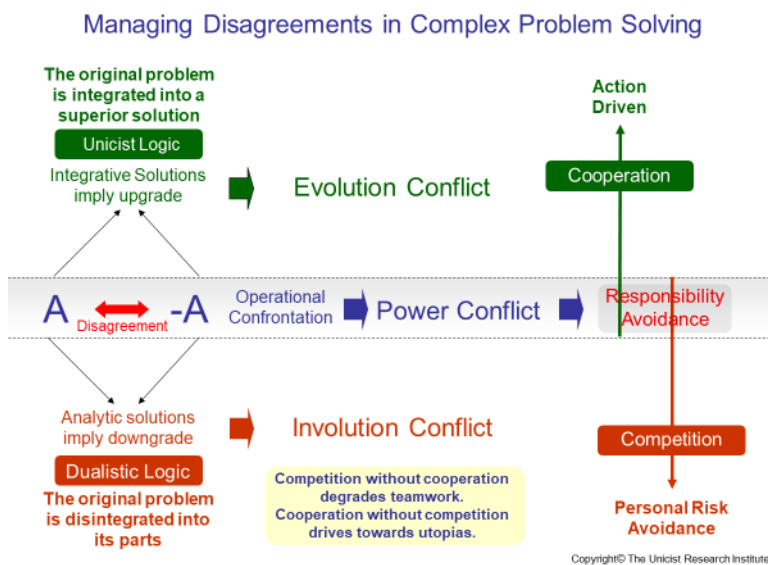 Managing Disagreements in Complex Problem Solving
The original problem
is integrated into a
superior solution
Unicist Logic
Integrative Solutions
imply upgrade
Evolution Conflict
Action
Driven
Cooperation
A
Disagreement
-A
Operational
Confrontation
Power Conflict
Responsibility
Avoidance
Analytic solutions
imply downgrade
Dualistic Logic
The original problem
is disintegrated into
its parts
Involution Conflict
Competition without cooperation
degrades teamwork.
Cooperation without competition
drives towards utopias.
Competition
Personal Risk
Avoidance
Copyright© The Unicist Research Institute